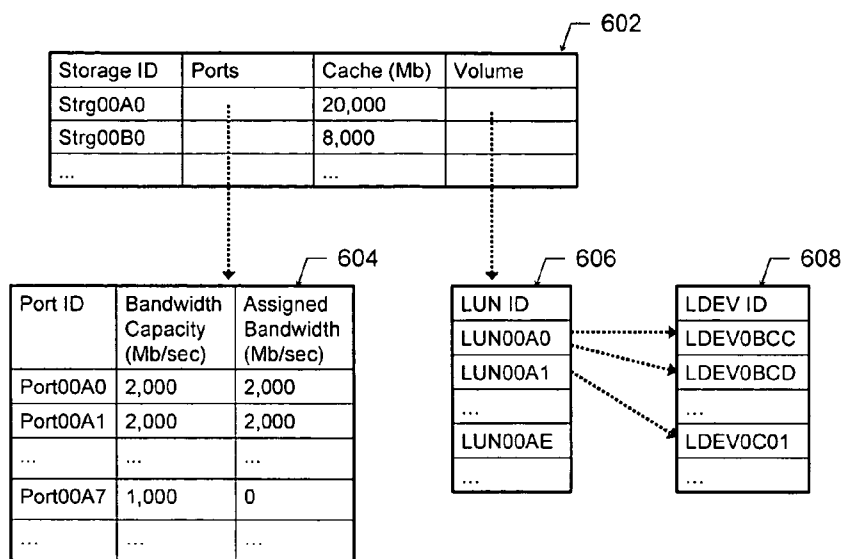 602
Storage ID Ports Cache (Mb) Volume
Strg00A0 20,000
Strg00B0 8,000
... ...
604
Port ID Bandwidth Capacity (Mb/sec) Assigned Bandwidth (Mb/sec)
Port00A0 2,000 2,000
Port00A1 2,000 2,000
... ... ...
Port00A7 1,000 0
... ... ...
606
LUN ID
LUN00A0
LUN00A1
...
LUN00AE
...
608
LDEV ID
LDEV0BCC
LDEV0BCD
...
LDEV0C01
...